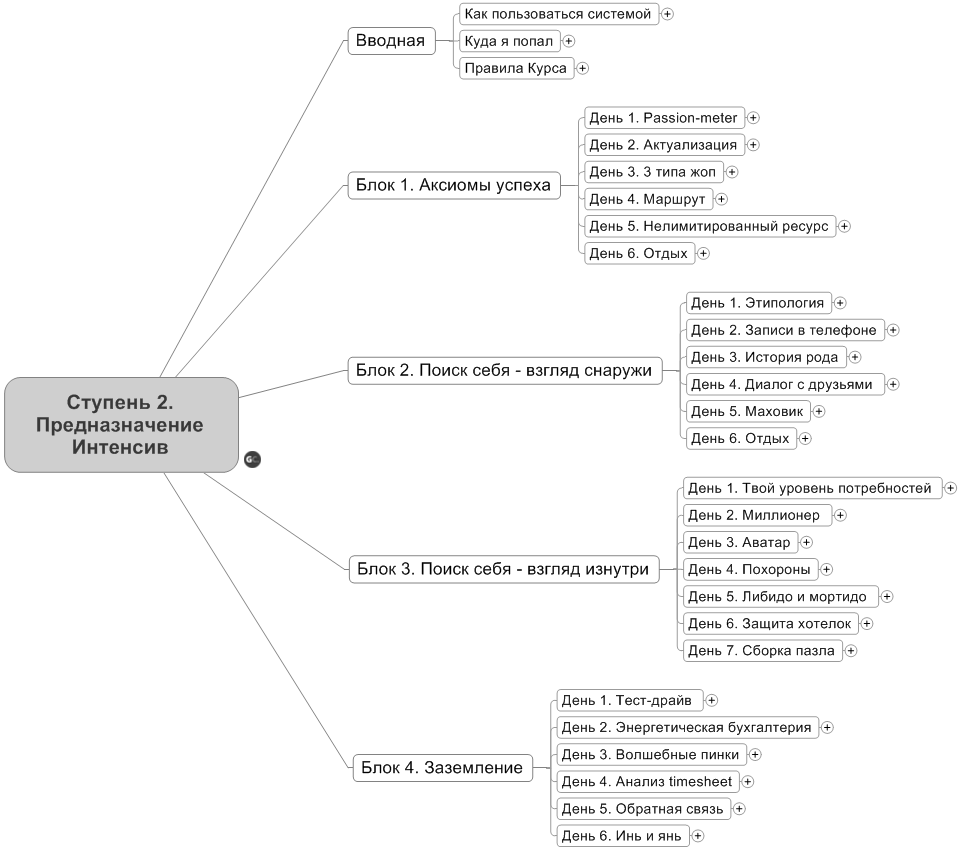 Вводная
Как пользоваться системой
Куда я попал
Правила Курса
Блок 1. Аксиомы успеха
День 1. Passion-meter
День 2. Актуализация
День 3. 3 типа жоп
День 4. Маршрут
День 5. Нелимитированный ресурс
День 6. Отдых
Блок 2. Поиск себя - взгляд снаружи
День 1. Этипология
День 2. Записи в телефоне
День 3. История рода
День 4. Диалог с друзьями
День 5. Маховик
День 6. Отдых
Ступень 2.
Предназначение
Интенсив
GC
Блок 3. Поиск себя - взгляд изнутри
День 1. Твой уровень потребностей
День 2. Миллионер
День 3. Аватар
День 4. Похороны
День 5. Либидо и мортидо
День 6. Защита хотелок
День 7. Сборка пазла
Блок 4. Заземление
День 1. Тест-драйв
День 2. Энергетическая бухгалтерия
День 3. Волшебные пинки
День 4. Анализ timesheet
День 5. Обратная связь
День 6. Инь и янь